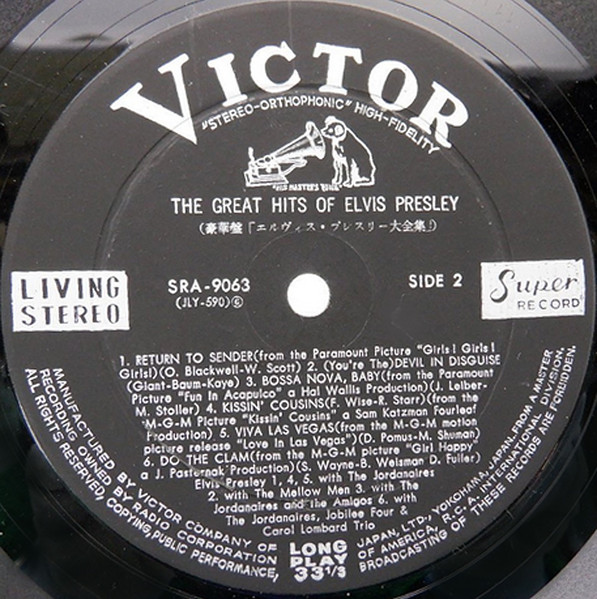 VICTOR
"STEREO-ORTHOPHONIC" HIGH-FIDELITY
"HIS MASTER'S VOICE"
THE GREAT HITS OF ELVIS PRESLEY
(豪華盤「エルヴィス・プレスリー大全集」)
LIVING
STEREO
SRA-9063
(JLY-590)Ⓔ
SIDE 2
Super
RECORD
1. RETURN TO SENDER(from the Paramount Picture "Girls! Girls!
Girls!)(O. Blackwell-W. Scott) 2. (You're The)DEVIL IN DISGUISE
(Giant-Baum-Kaye) 3. BOSSA NOVA, BABY(from the Paramount
Picture "Fun In Acapulco" a Hal Wallis Production)(J. Leiber-
M. Stoller) 4. KISSIN' COUSINS(F. Wise-R. Starr)(from the
M-G-M Picture "Kissin' Cousins" a Sam Katzman Fourleaf
Production) 5. VIVA LAS VEGAS(from the M-G-M motion
picture release "Love In Las Vegas")(D. Pomus-M. Shuman)
6. DO THE CLAM(from the M-G-M picture "Girl Happy"
a J. Pasternak Production)(S. Wayne-B. Weisman D. Fuller)
Elvis Presley 1, 4, 5. with The Jordanaires
2. with The Mellow Men 3. with The
Jordanaires and The Amigos 6. with
The Jordanaires, Jubilee Four &
Carol Lombard Trio
MANUFACTURED BY VICTOR COMPANY OF JAPAN, LTD., YOKOHAMA, JAPAN. FROM A MASTER
RECORDING OWNED BY RADIO CORPORATION OF AMERICA, R.C.A. INTERNATIONAL DIVISION.
ALL RIGHTS RESERVED, COPYING, PUBLIC PERFORMANCE, BROADCASTING OF THESE RECORDS ARE FORBIDDEN.
LONG
PLAY
33 1/3